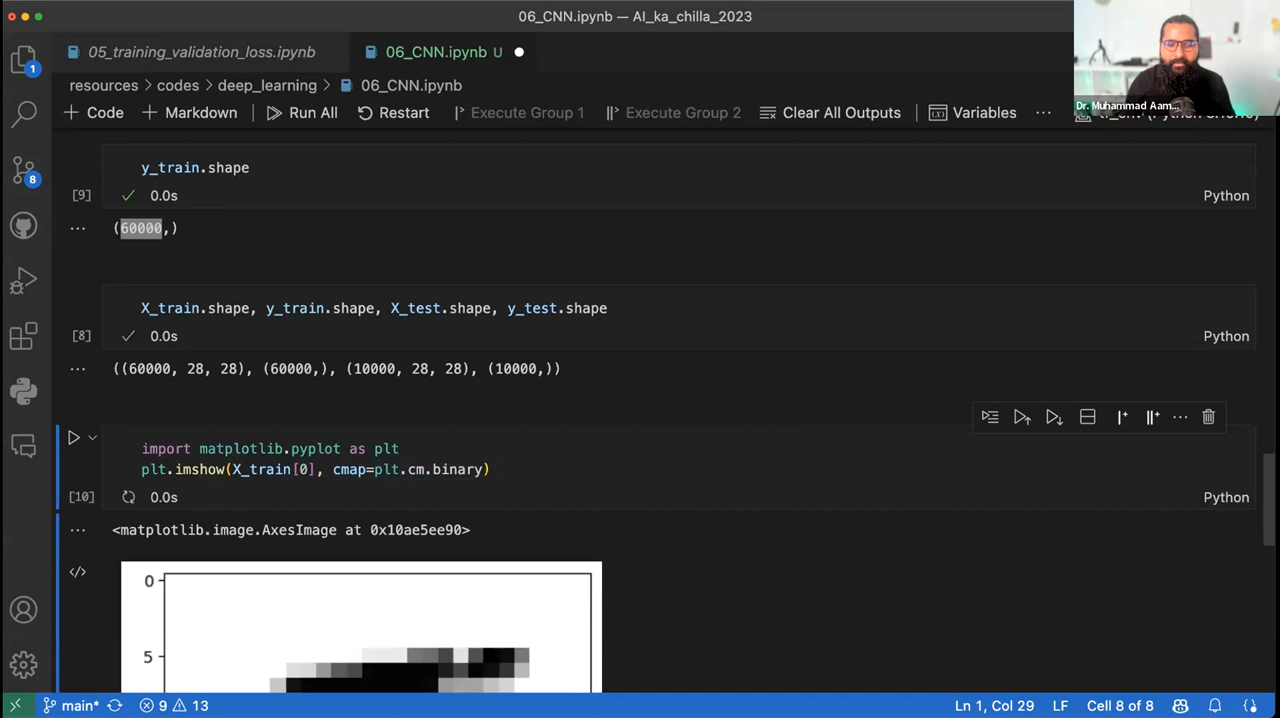 06_CNN.ipynb — AI_ka_chilla_2023
05_training_validation_loss.ipynb
06_CNN.ipynb U
resources > codes > deep_learning > 06_CNN.ipynb
Dr. Muhammad Aam...
Code
Markdown
Run All
Restart
Execute Group 1
Execute Group 2
Clear All Outputs
Variables
...
1
8
y_train.shape
[9]
0.0s
Python
... (60000,)
X_train.shape, y_train.shape, X_test.shape, y_test.shape
[8]
0.0s
Python
... ((60000, 28, 28), (60000,), (10000, 28, 28), (10000,))
import matplotlib.pyplot as plt
plt.imshow(X_train[0], cmap=plt.cm.binary)
[10]
0.0s
Python
... <matplotlib.image.AxesImage at 0x10ae5ee90>
0
5
main*
9
13
Ln 1, Col 29
LF
Cell 8 of 8